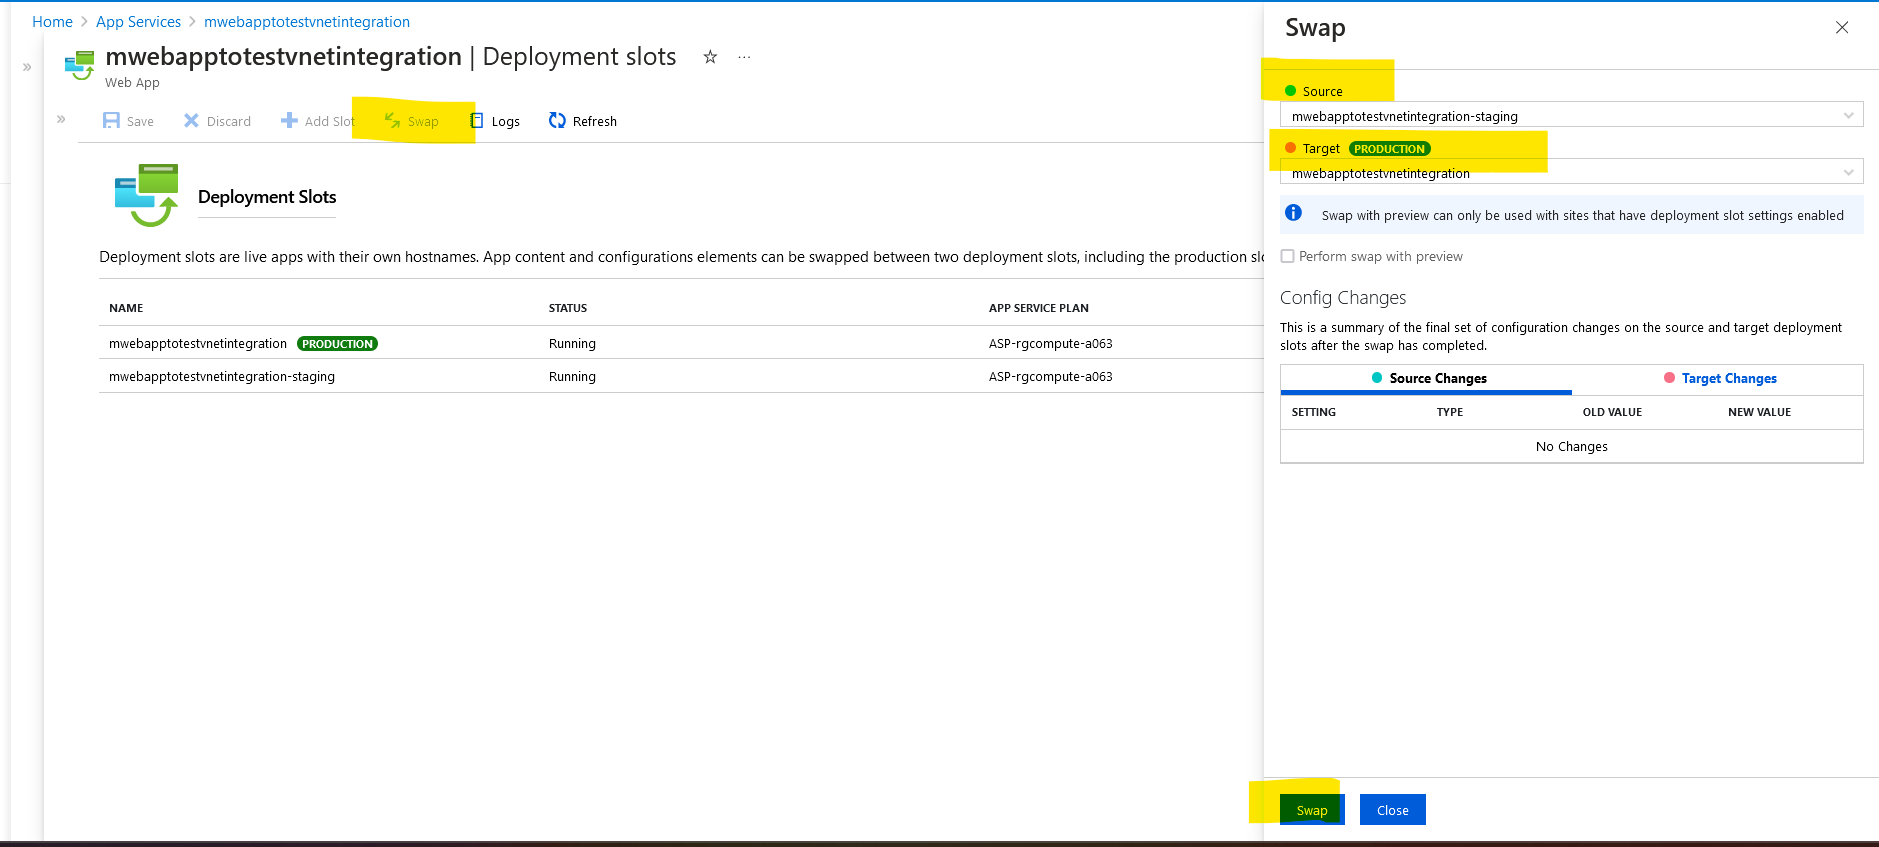 Home > App Services > mwebapptotestvnetintegration
mwebapptotestvnetintegration | Deployment slots ☆ ...
Web App
» Save Discard Add Slot Swap Logs Refresh
Deployment Slots
Deployment slots are live apps with their own hostnames. App content and configurations elements can be swapped between two deployment slots, including the production slo
NAME STATUS APP SERVICE PLAN
mwebapptotestvnetintegration PRODUCTION Running ASP-rgcompute-a063
mwebapptotestvnetintegration-staging Running ASP-rgcompute-a063
Swap
Source
mwebapptotestvnetintegration-staging
Target PRODUCTION
mwebapptotestvnetintegration
Swap with preview can only be used with sites that have deployment slot settings enabled
Perform swap with preview
Config Changes
This is a summary of the final set of configuration changes on the source and target deployment
slots after the swap has completed.
Source Changes Target Changes
SETTING TYPE OLD VALUE NEW VALUE
No Changes
Swap Close